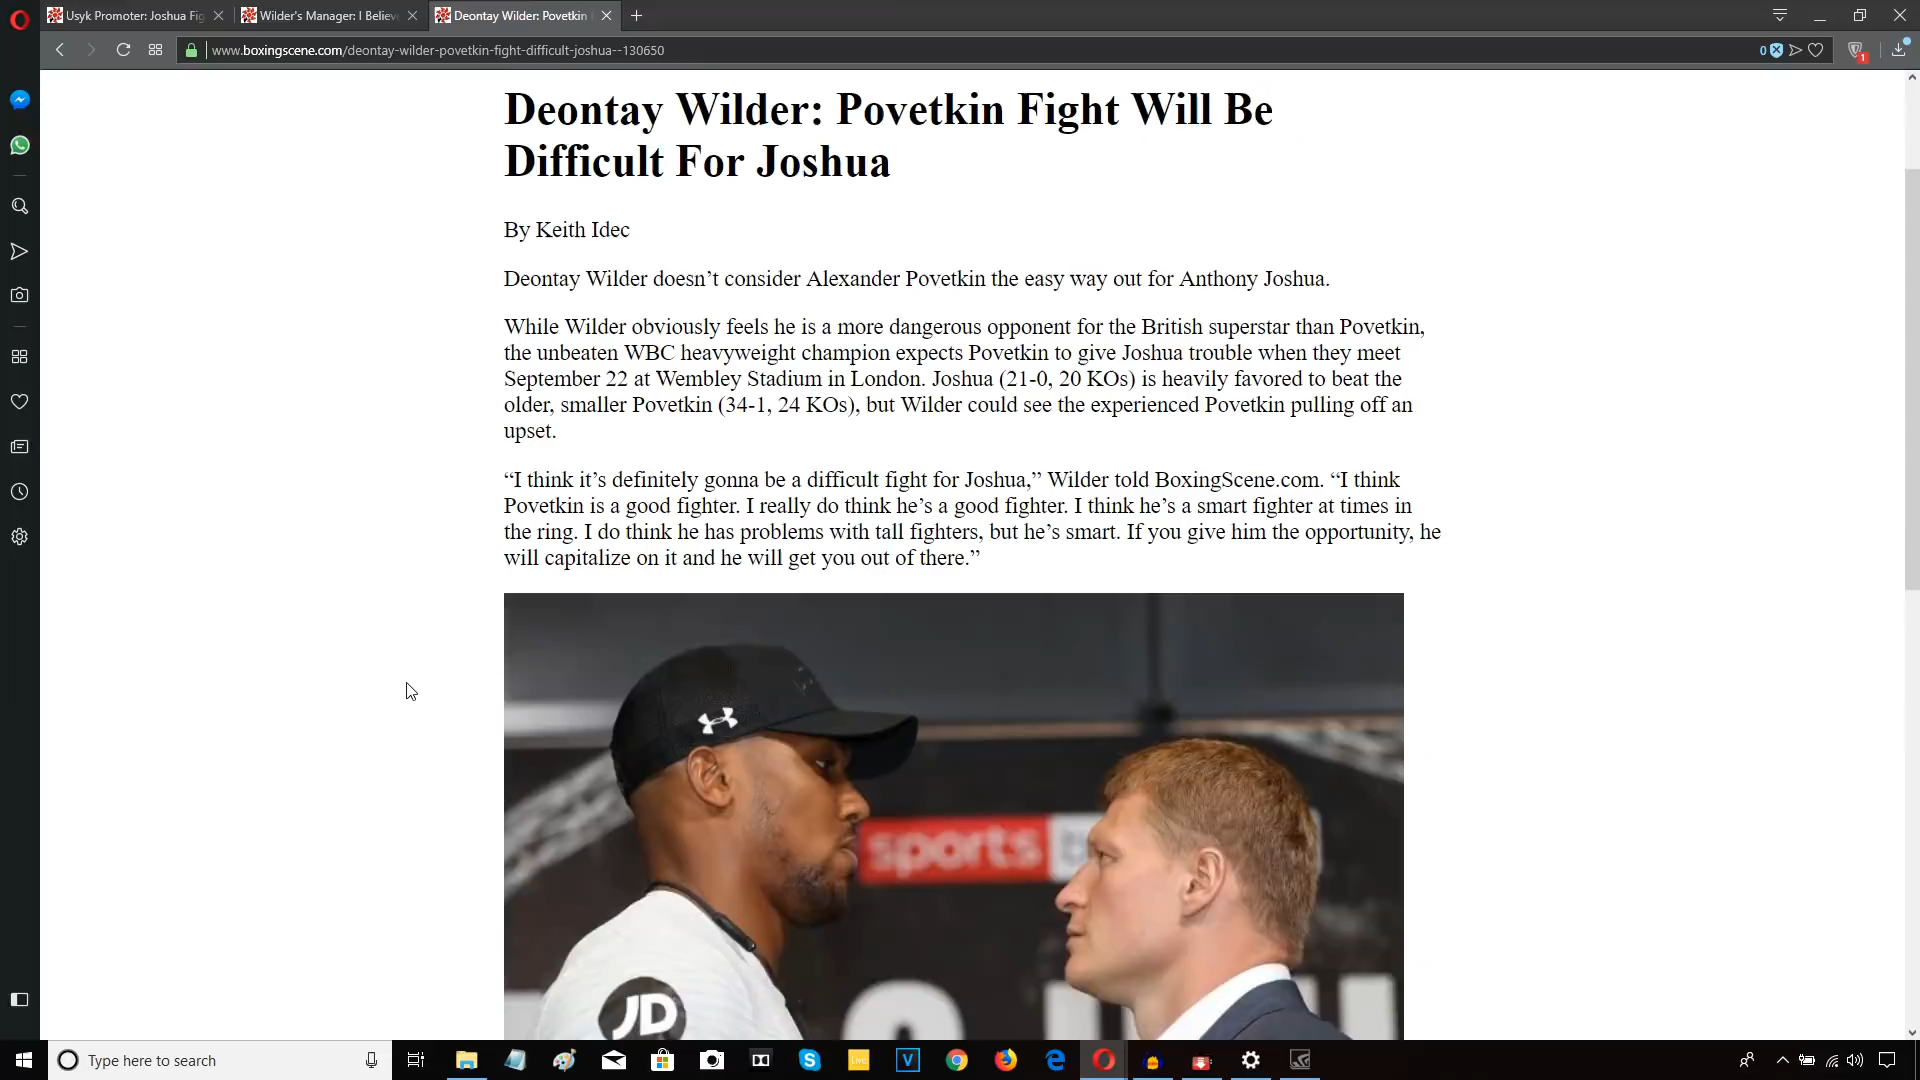 Usyk Promoter: Joshua Fig
Wilder's Manager: I Believ
Deontay Wilder: Povetkin
www.boxingscene.com/deontay-wilder-povetkin-fight-difficult-joshua--130650
0
1
Deontay Wilder: Povetkin Fight Will Be
Difficult For Joshua
By Keith Idec
Deontay Wilder doesn’t consider Alexander Povetkin the easy way out for Anthony Joshua.
While Wilder obviously feels he is a more dangerous opponent for the British superstar than Povetkin,
the unbeaten WBC heavyweight champion expects Povetkin to give Joshua trouble when they meet
September 22 at Wembley Stadium in London. Joshua (21-0, 20 KOs) is heavily favored to beat the
older, smaller Povetkin (34-1, 24 KOs), but Wilder could see the experienced Povetkin pulling off an
upset.
“I think it’s definitely gonna be a difficult fight for Joshua,” Wilder told BoxingScene.com. “I think
Povetkin is a good fighter. I really do think he’s a good fighter. I think he’s a smart fighter at times in
the ring. I do think he has problems with tall fighters, but he’s smart. If you give him the opportunity, he
will capitalize on it and he will get you out of there.”
sports b
JD
Type here to search